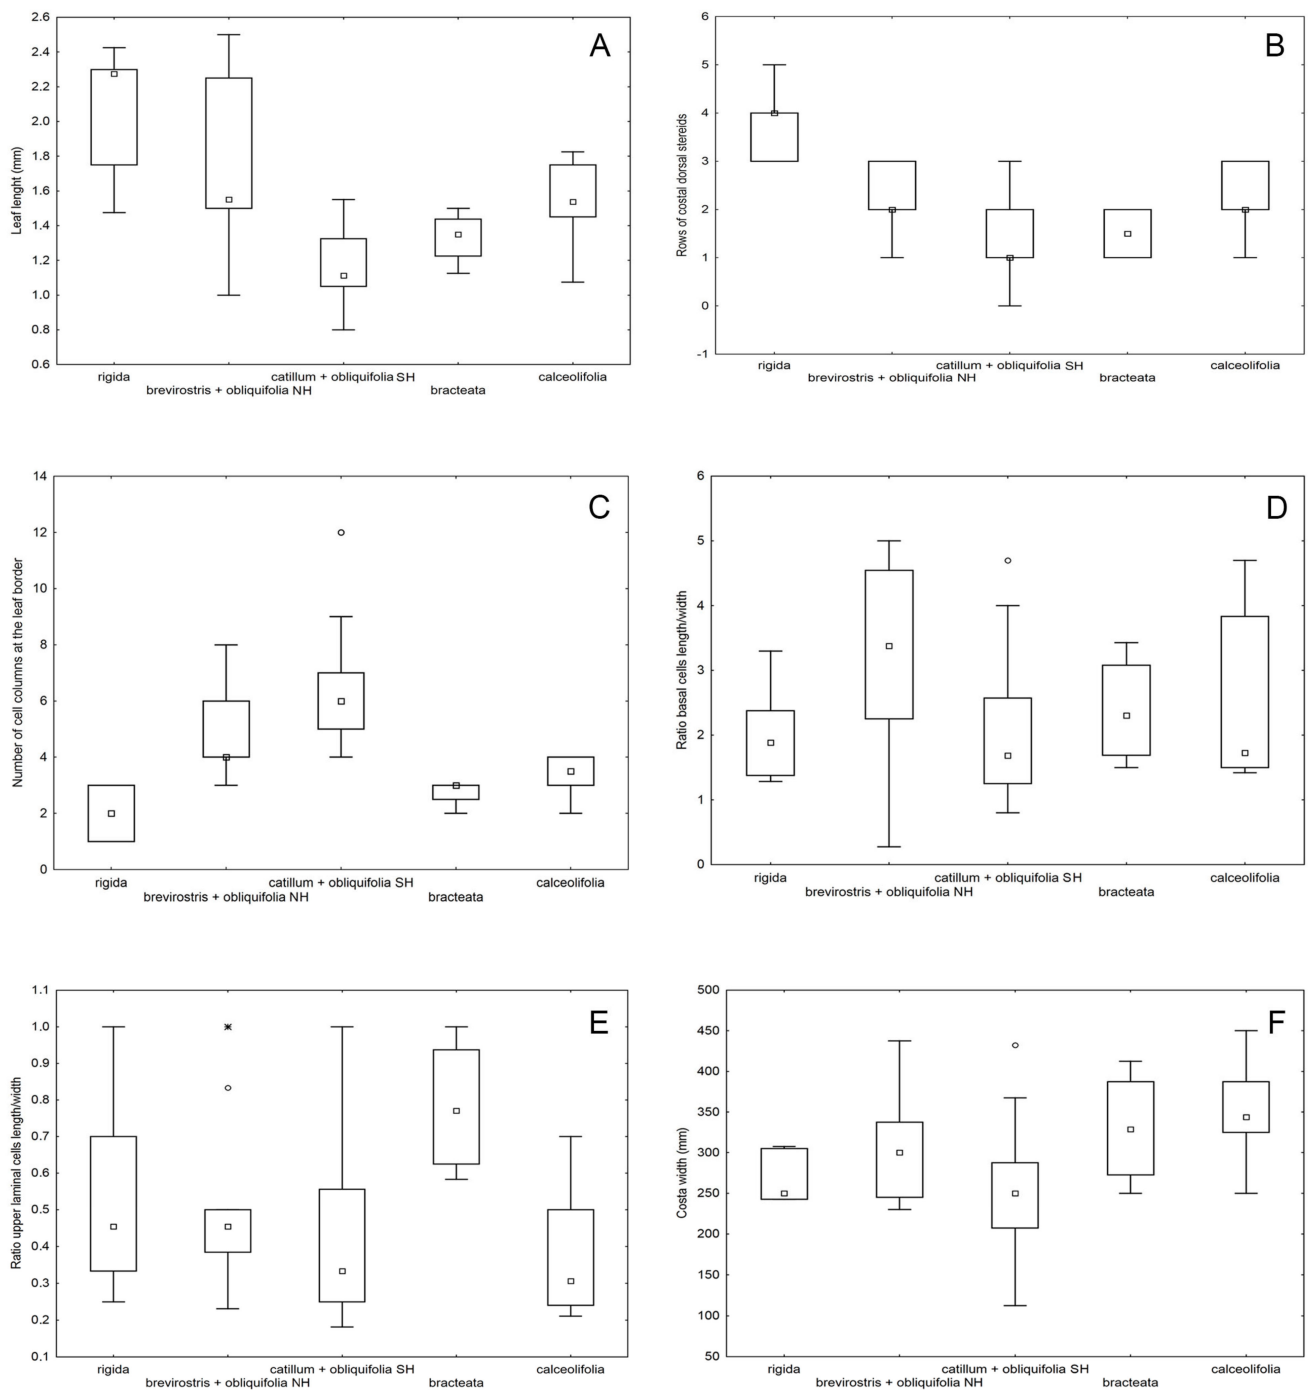 A
Leaf lenght (mm)
2.6
2.4
2.2
2.0
1.8
1.6
1.4
1.2
1.0
0.8
0.6
rigida
catillum + obliquifolia SH
calceolifolia
brevirostris + obliquifolia NH
bracteata
B
Rows of costal dorsal stereids
6
5
4
3
2
1
0
-1
rigida
catillum + obliquifolia SH
calceolifolia
brevirostris + obliquifolia NH
bracteata
C
Number of cell columns at the leaf border
14
12
10
8
6
4
2
0
rigida
catillum + obliquifolia SH
calceolifolia
brevirostris + obliquifolia NH
bracteata
D
Ratio basal cells length/width
6
5
4
3
2
1
0
rigida
catillum + obliquifolia SH
calceolifolia
brevirostris + obliquifolia NH
bracteata
E
Ratio upper laminal cells length/width
1.1
1.0
0.9
0.8
0.7
0.6
0.5
0.4
0.3
0.2
0.1
rigida
catillum + obliquifolia SH
calceolifolia
brevirostris + obliquifolia NH
bracteata
F
Costa width (mm)
500
450
400
350
300
250
200
150
100
50
rigida
catillum + obliquifolia SH
calceolifolia
brevirostris + obliquifolia NH
bracteata